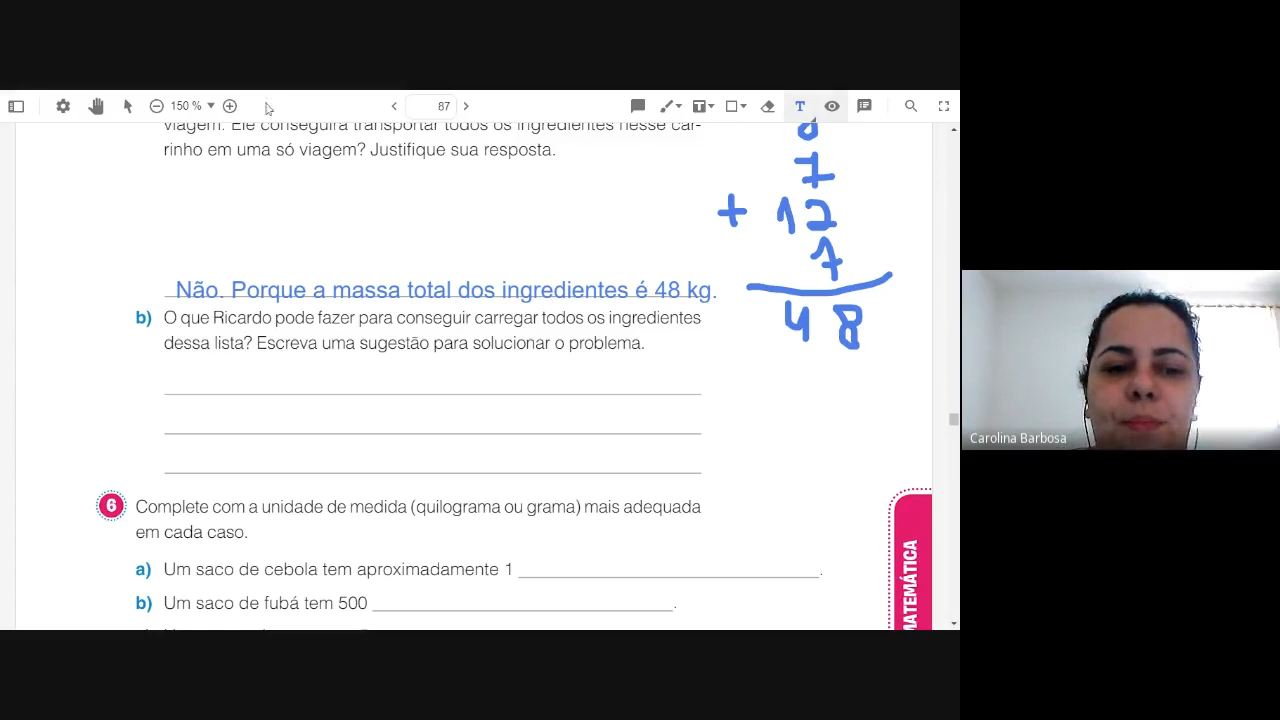 150 %
87
viagem. Ele conseguirá transportar todos os ingredientes nesse car-
rinho em uma só viagem? Justifique sua resposta.
7
+ 12
7
48
Não. Porque a massa total dos ingredientes é 48 kg.
b) O que Ricardo pode fazer para conseguir carregar todos os ingredientes
dessa lista? Escreva uma sugestão para solucionar o problema.
6 Complete com a unidade de medida (quilograma ou grama) mais adequada
em cada caso.
a) Um saco de cebola tem aproximadamente 1 .
b) Um saco de fubá tem 500 .
MATEMÁTICA
Carolina Barbosa